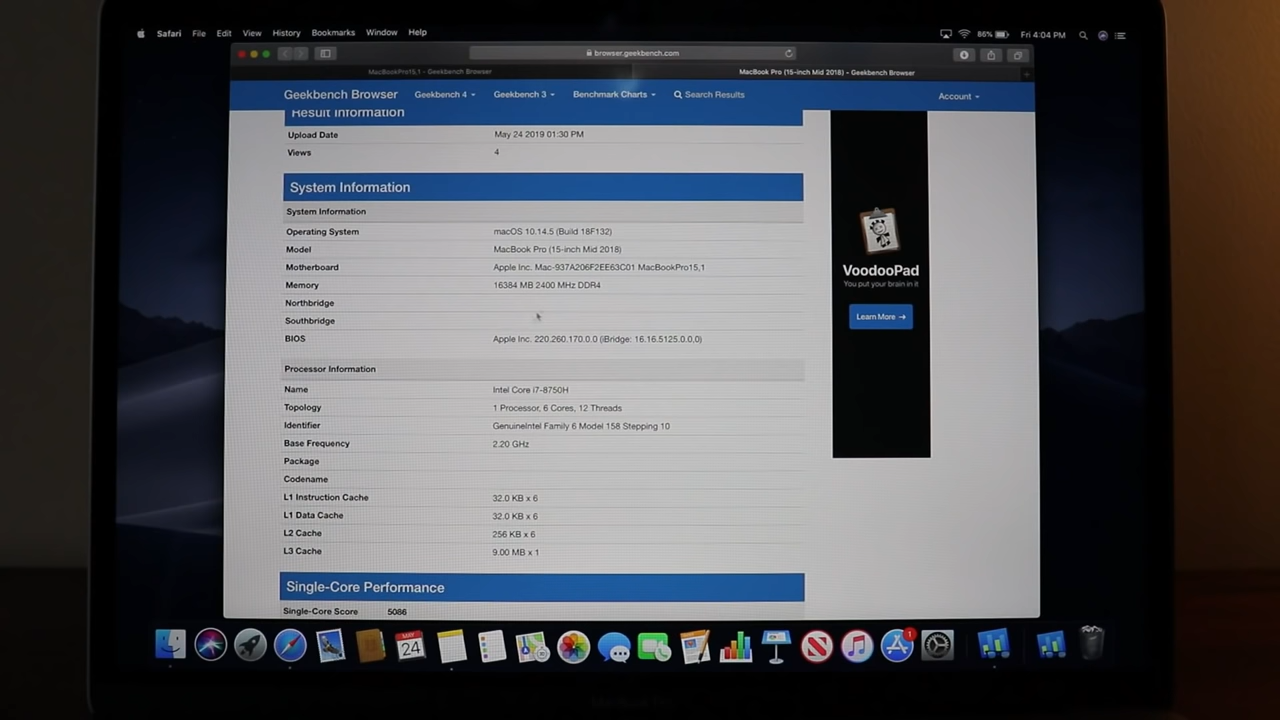 Safari File Edit View History Bookmarks Window Help 86% Fri 4:04 PM
browser.geekbench.com
MacBookPro15,1 - Geekbench Browser MacBook Pro (15-inch Mid 2018) - Geekbench Browser
Geekbench Browser Geekbench 4 Geekbench 3 Benchmark Charts Search Results Account
Result Information
Upload Date May 24 2019 01:30 PM
Views 4
System Information
System Information
Operating System macOS 10.14.5 (Build 18F132)
Model MacBook Pro (15-inch Mid 2018)
Motherboard Apple Inc. Mac-937A206F2EE63C01 MacBookPro15,1
Memory 16384 MB 2400 MHz DDR4
Northbridge
Southbridge
BIOS Apple Inc. 220.260.170.0.0 (iBridge: 16.16.5125.0.0,0)
Processor Information
Name Intel Core i7-8750H
Topology 1 Processor, 6 Cores, 12 Threads
Identifier GenuineIntel Family 6 Model 158 Stepping 10
Base Frequency 2.20 GHz
Package
Codename
L1 Instruction Cache 32.0 KB x 6
L1 Data Cache 32.0 KB x 6
L2 Cache 256 KB x 6
L3 Cache 9.00 MB x 1
Single-Core Performance
Single-Core Score 5086
VoodooPad
You put your brain in it
Learn More →
MAY
24
1